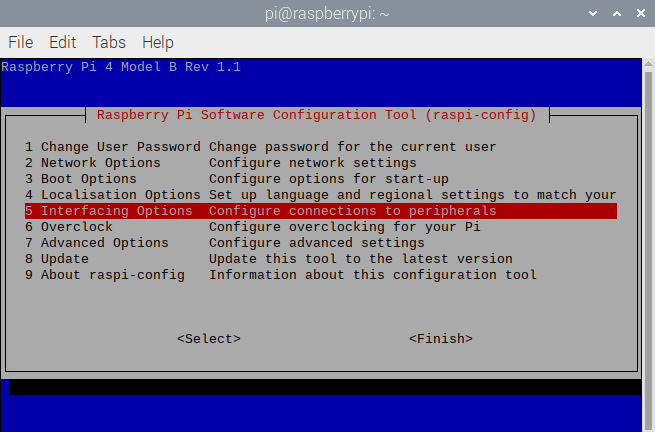 pi@raspberrypi: ~
File Edit Tabs Help
Raspberry Pi 4 Model B Rev 1.1
Raspberry Pi Software Configuration Tool (raspi-config)
1 Change User Password Change password for the current user
2 Network Options Configure network settings
3 Boot Options Configure options for start-up
4 Localisation Options Set up language and regional settings to match your
5 Interfacing Options Configure connections to peripherals
6 Overclock Configure overclocking for your Pi
7 Advanced Options Configure advanced settings
8 Update Update this tool to the latest version
9 About raspi-config Information about this configuration tool
<Select> <Finish>